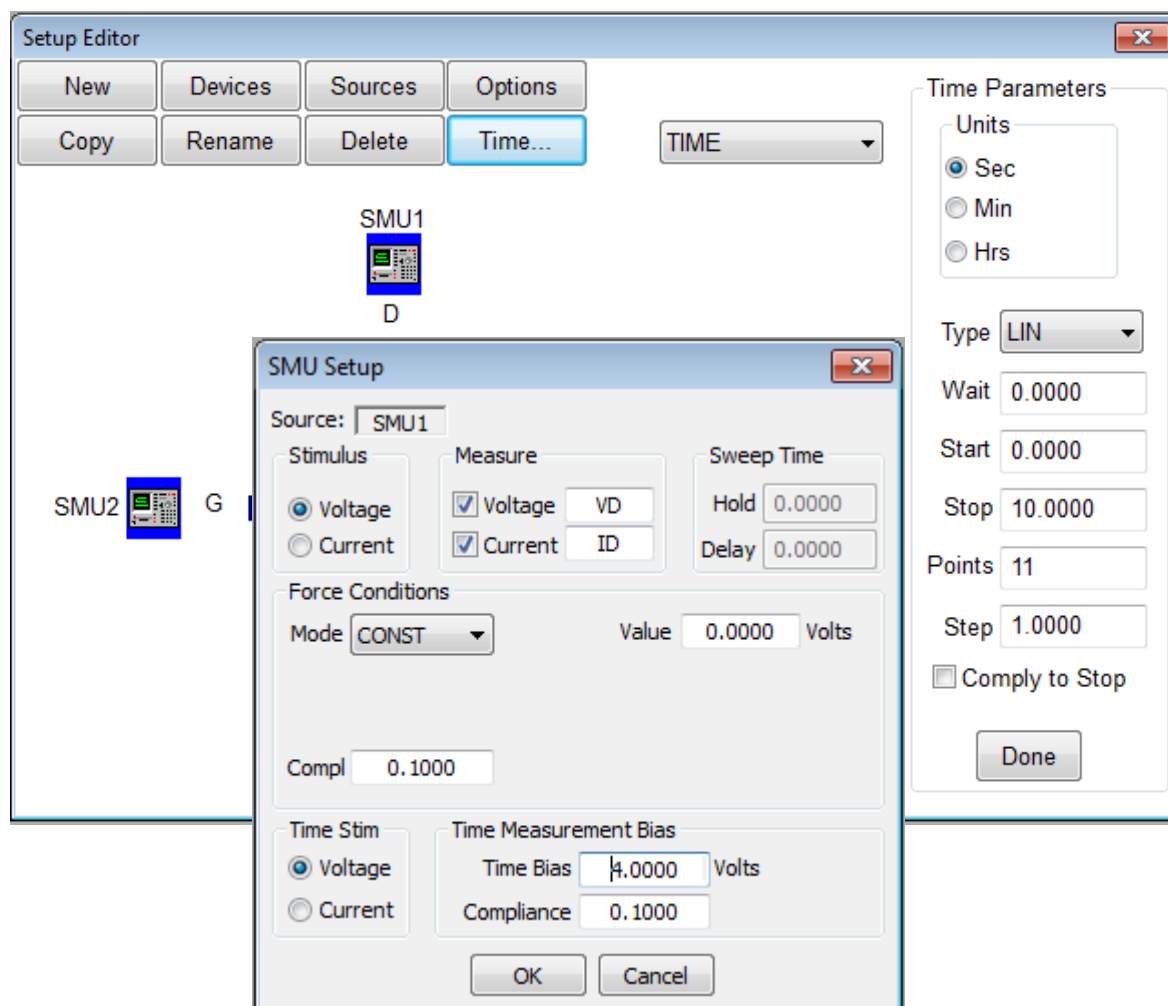 Setup Editor
New Devices Sources Options
Copy Rename Delete Time...
TIME
SMU1
D
SMU2 G
Time Parameters
Units
Sec
Min
Hrs
Type LIN
Wait 0.0000
Start 0.0000
Stop 10.0000
Points 11
Step 1.0000
Comply to Stop
Done
SMU Setup
Source: SMU1
Stimulus
Voltage
Current
Measure
Voltage VD
Current ID
Sweep Time
Hold 0.0000
Delay 0.0000
Force Conditions
Mode CONST Value 0.0000 Volts
Compl 0.1000
Time Stim
Voltage
Current
Time Measurement Bias
Time Bias 4.0000 Volts
Compliance 0.1000
OK Cancel